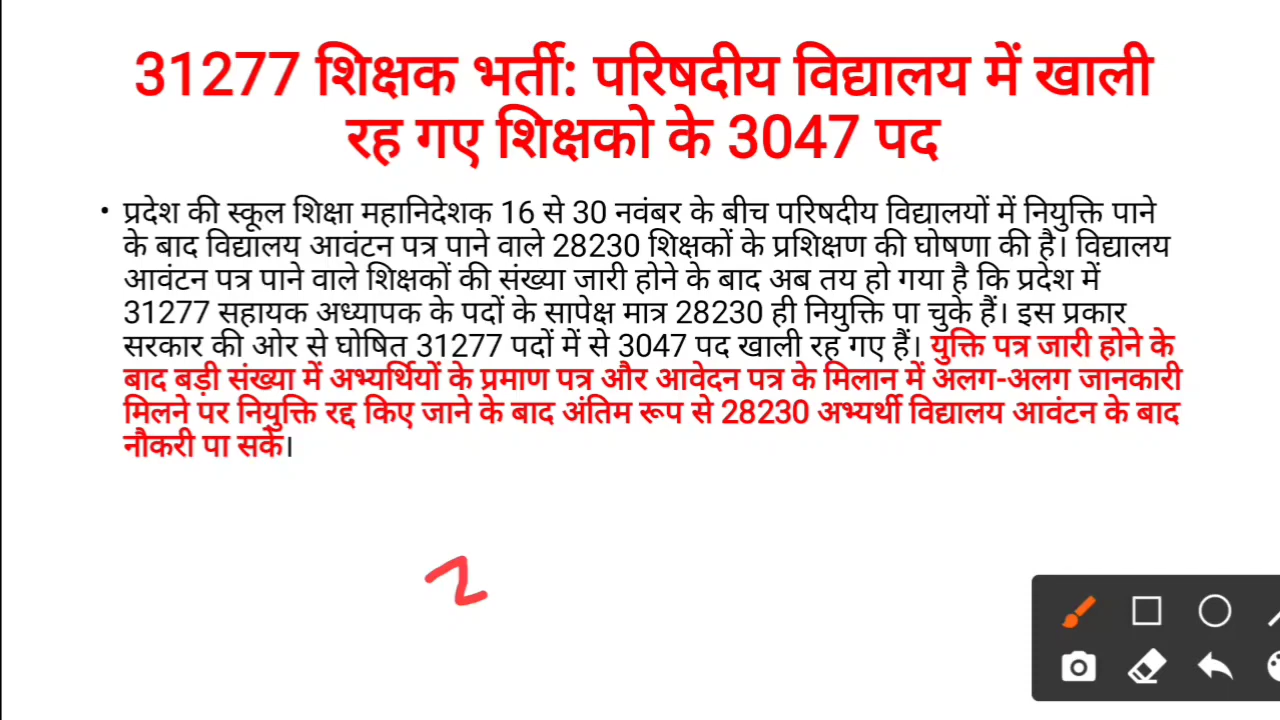 31277 शिक्षक भर्ती: परिषदीय विद्यालय में खाली
रह गए शिक्षको के 3047 पद
• प्रदेश की स्कूल शिक्षा महानिदेशक 16 से 30 नवंबर के बीच परिषदीय विद्यालयों में नियुक्ति पाने
के बाद विद्यालय आवंटन पत्र पाने वाले 28230 शिक्षकों के प्रशिक्षण की घोषणा की है। विद्यालय
आवंटन पत्र पाने वाले शिक्षकों की संख्या जारी होने के बाद अब तय हो गया है कि प्रदेश में
31277 सहायक अध्यापक के पदों के सापेक्ष मात्र 28230 ही नियुक्ति पा चुके हैं। इस प्रकार
सरकार की ओर से घोषित 31277 पदों में से 3047 पद खाली रह गए हैं। युक्ति पत्र जारी होने के
बाद बड़ी संख्या में अभ्यर्थियों के प्रमाण पत्र और आवेदन पत्र के मिलान में अलग-अलग जानकारी
मिलने पर नियुक्ति रद्द किए जाने के बाद अंतिम रूप से 28230 अभ्यर्थी विद्यालय आवंटन के बाद
नौकरी पा सके।